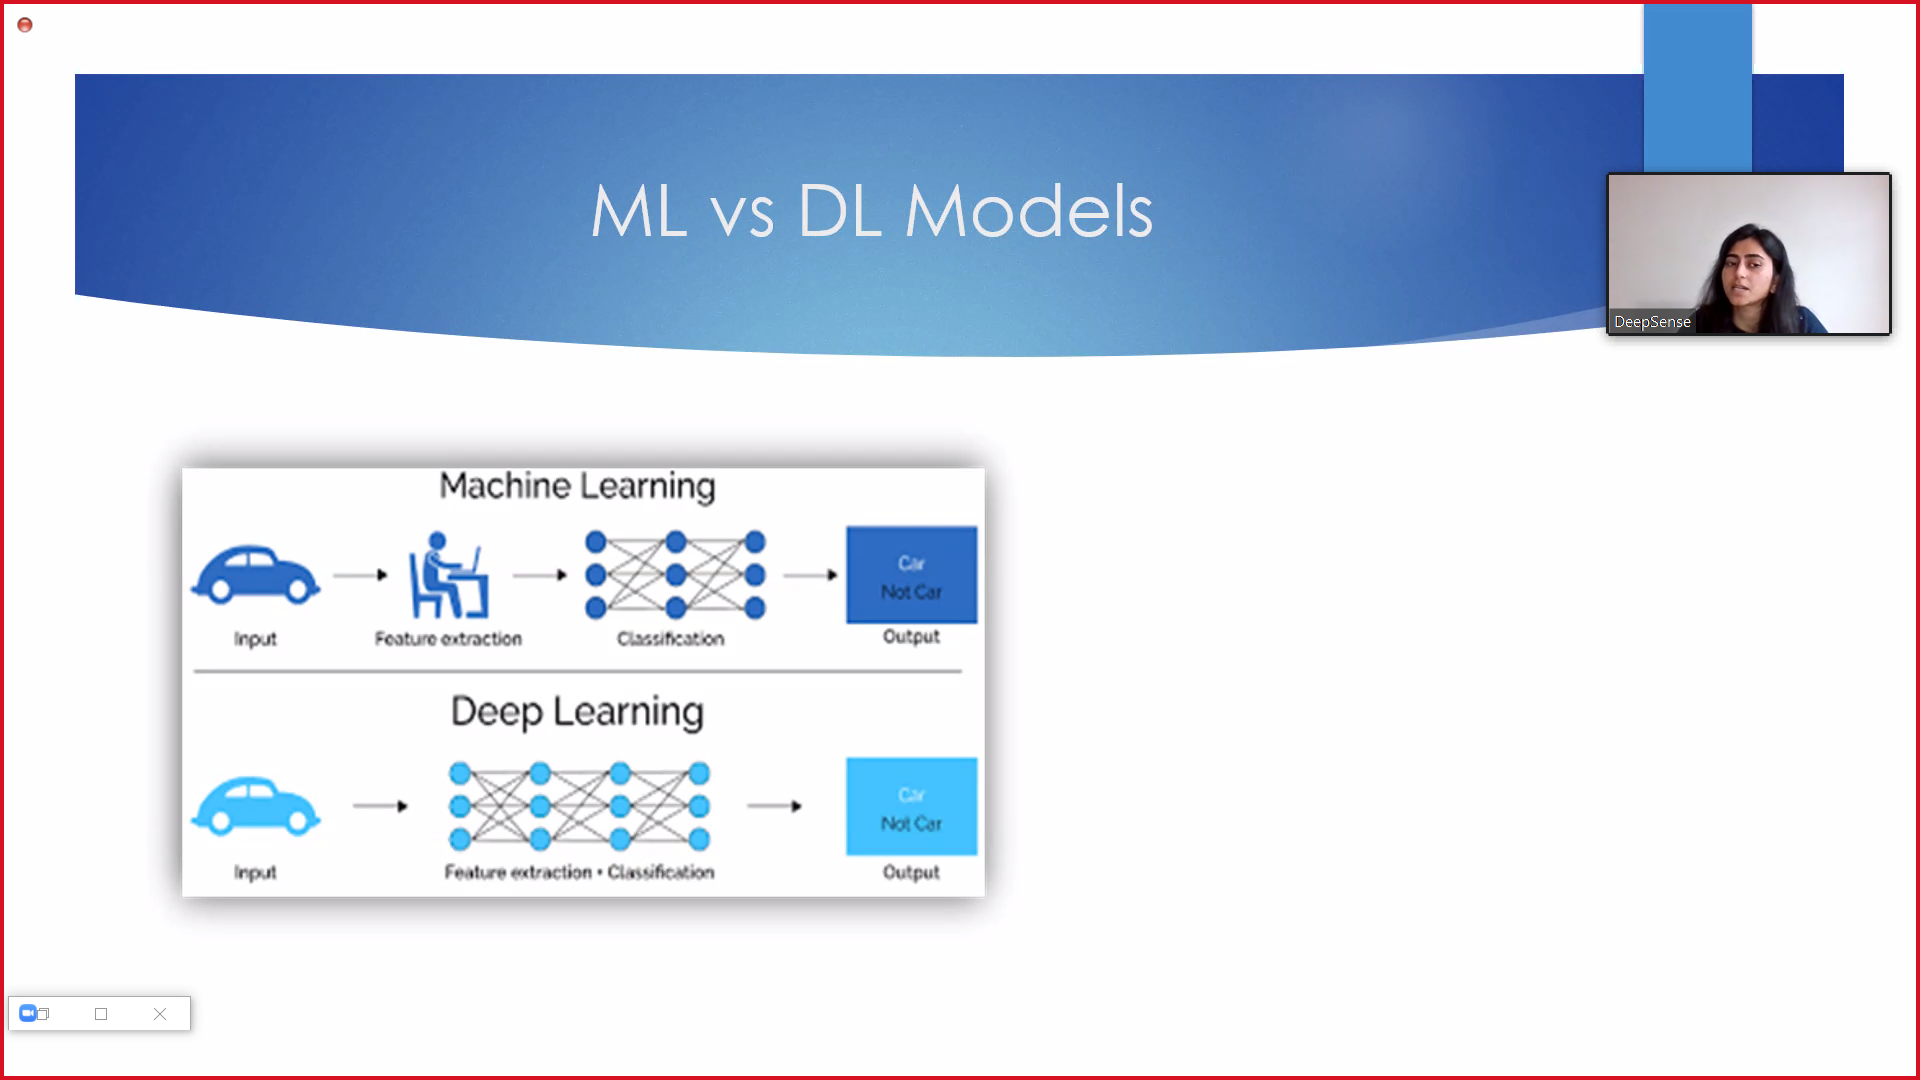 ML vs DL Models
DeepSense
Machine Learning
Car
Not Car
Input
Feature extraction
Classification
Output
Deep Learning
Car
Not Car
Input
Feature extraction + Classification
Output